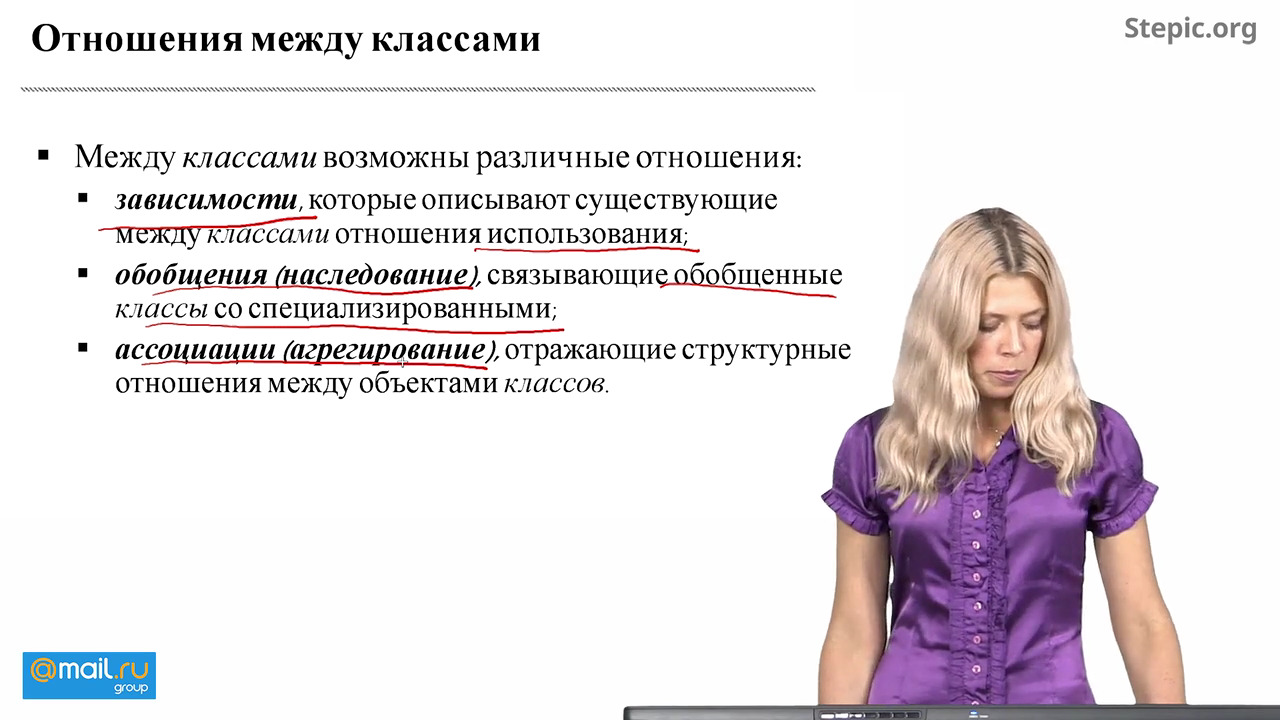 Отношения между классами
Stepic.org
▪ Между классами возможны различные отношения:
▪ зависимости, которые описывают существующие
между классами отношения использования;
▪ обобщения (наследование), связывающие обобщенные
классы со специализированными;
▪ ассоциации (агрегирование), отражающие структурные
отношения между объектами классов.
@mail.ru
group